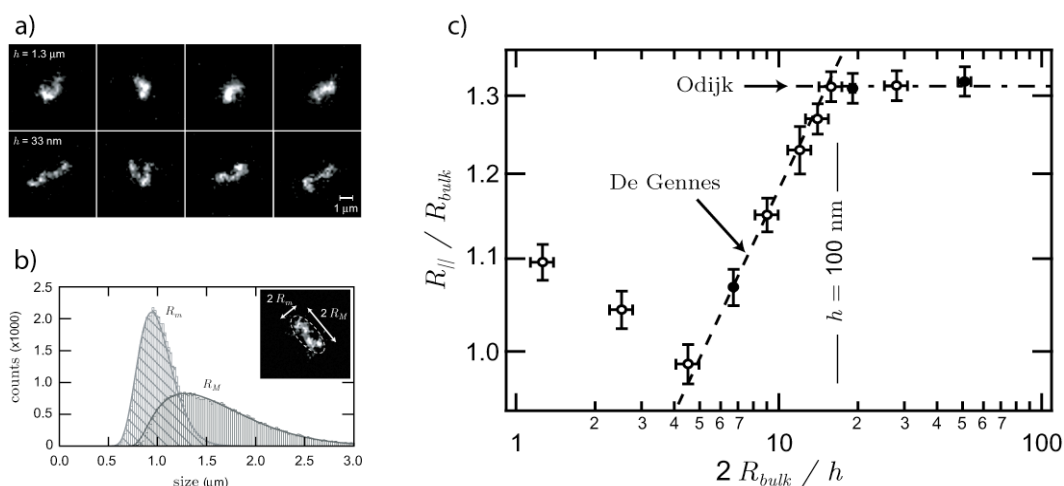 a)
h = 1.3 μm
h = 33 nm
1 μm
b)
counts (x1000)
2.5
2.0
1.5
1.0
0.5
0
R_m
R_M
2 R_m
2 R_M
0.0 0.5 1.0 1.5 2.0 2.5 3.0
size (μm)
c)
R_|| / R_bulk
1.3
1.2
1.1
1.0
Odijk
De Gennes
h = 100 nm
1 2 3 4 5 6 7 10 2 3 4 5 6 7 100
2 R_bulk / h